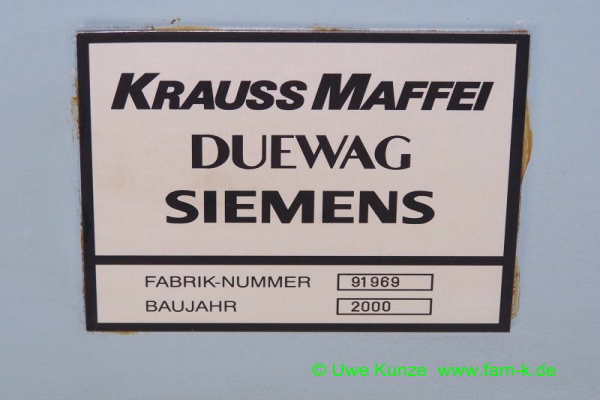 KRAUSS MAFFEI
DUEWAG
SIEMENS
FABRIK-NUMMER 91969
BAUJAHR 2000
© Uwe Kunze www.fam-k.de